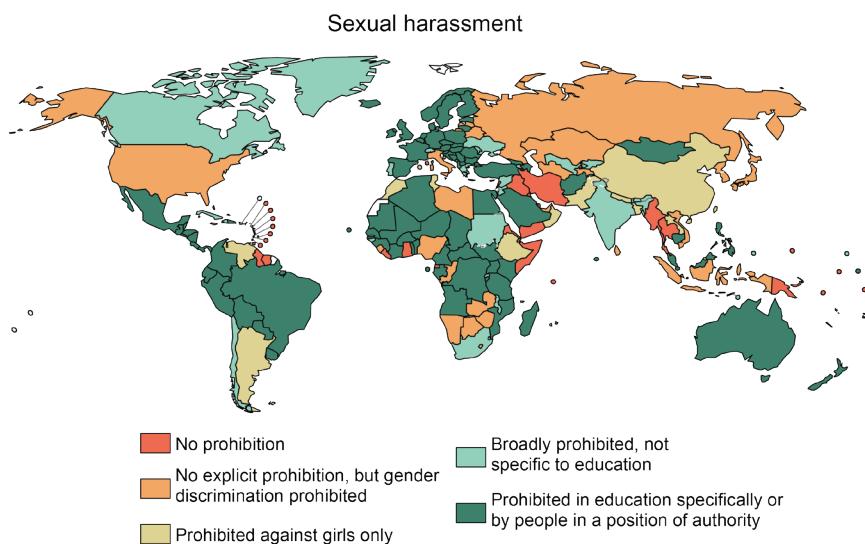 Sexual harassment
No prohibition
No explicit prohibition, but gender
discrimination prohibited
Prohibited against girls only
Broadly prohibited, not
specific to education
Prohibited in education specifically or
by people in a position of authority